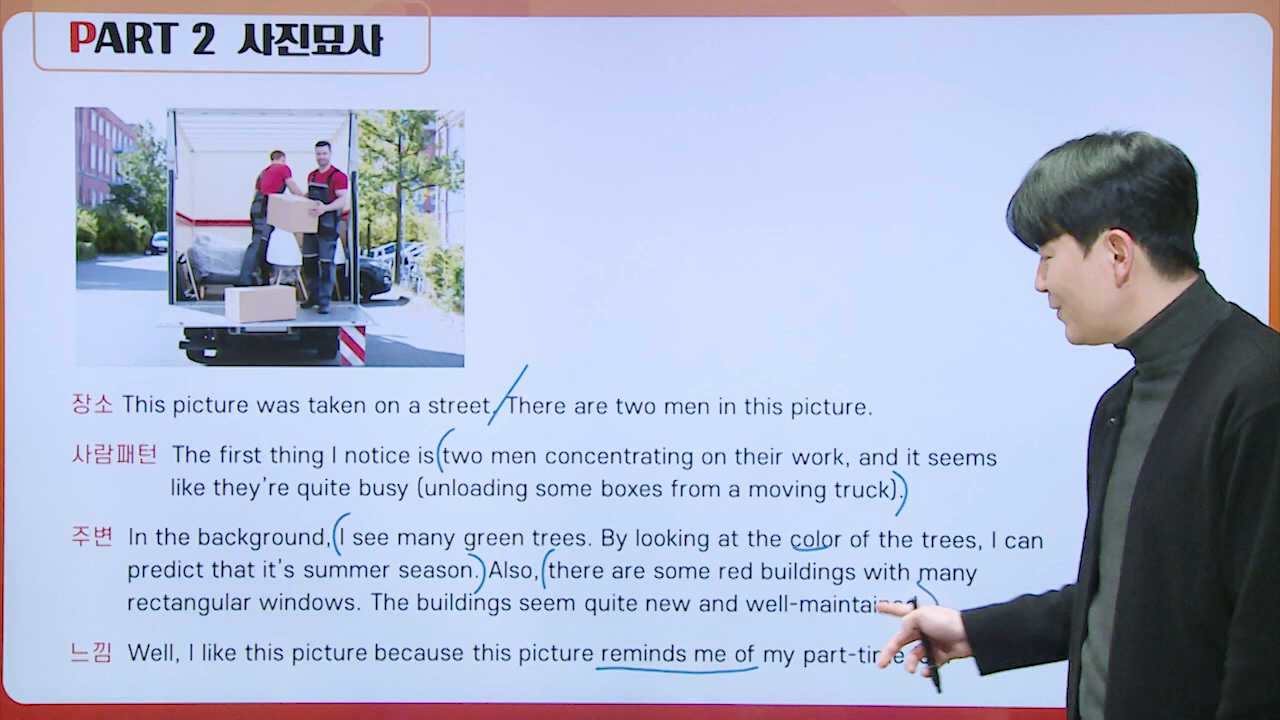 PART 2 사진묘사
장소 This picture was taken on a street. There are two men in this picture.
사람패턴 The first thing I notice is two men concentrating on their work, and it seems
like they're quite busy (unloading some boxes from a moving truck).
주변 In the background, I see many green trees. By looking at the color of the trees, I can
predict that it's summer season. Also, there are some red buildings with many
rectangular windows. The buildings seem quite new and
느낌 Well, I like this picture because this picture reminds me of my